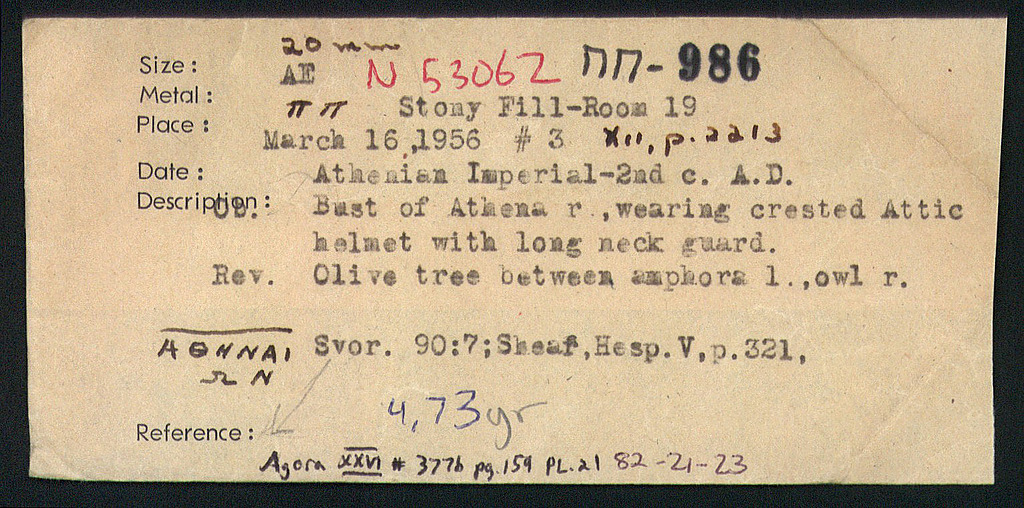 20 mm
Size: AE N 53062 ΠΠ-986
Metal:
ΠΠ Stony Fill-Room 19
Place:
March 16,1956 # 3 XII, p.2213
Date: Athenian Imperial-2nd c. A.D.
Description: Ob. Bust of Athena r.,wearing crested Attic
helmet with long neck guard.
Rev. Olive tree between amphora l.,owl r.
ΑΘΗΝΑΙ Svor. 90:7;Shear,Hesp.V,p.321,
ΩΝ
4,73gr
Reference:
Agora XXVI # 377b pg.159 PL.21 82-21-23